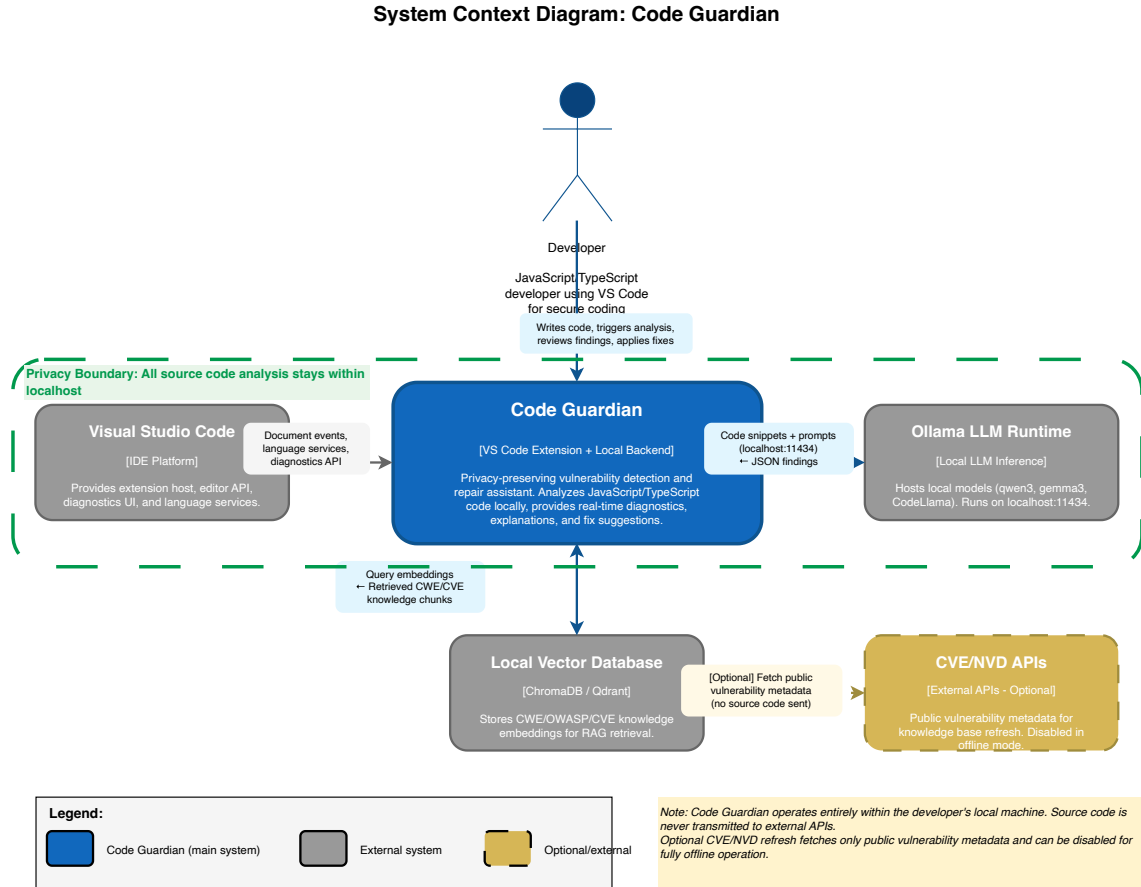 System Context Diagram: Code Guardian
Developer
JavaScript/TypeScript
developer using VS Code
for secure coding
Writes code, triggers analysis,
reviews findings, applies fixes
Privacy Boundary: All source code analysis stays within
localhost
Visual Studio Code
[IDE Platform]
Provides extension host, editor API,
diagnostics UI, and language services.
Document events,
language services,
diagnostics API
Code Guardian
[VS Code Extension + Local Backend]
Privacy-preserving vulnerability detection and
repair assistant. Analyzes JavaScript/TypeScript
code locally, provides real-time diagnostics,
explanations, and fix suggestions.
Code snippets + prompts
(localhost:11434)
← JSON findings
Ollama LLM Runtime
[Local LLM Inference]
Hosts local models (qwen3, gemma3,
CodeLlama). Runs on localhost:11434.
Query embeddings
← Retrieved CWE/CVE
knowledge chunks
Local Vector Database
[ChromaDB / Qdrant]
Stores CWE/OWASP/CVE knowledge
embeddings for RAG retrieval.
[Optional] Fetch public
vulnerability metadata
(no source code sent)
CVE/NVD APIs
[External APIs - Optional]
Public vulnerability metadata for
knowledge base refresh. Disabled in
offline mode.
Legend:
Code Guardian (main system)
External system
Optional/external
Note: Code Guardian operates entirely within the developer's local machine. Source code is
never transmitted to external APIs.
Optional CVE/NVD refresh fetches only public vulnerability metadata and can be disabled for
fully offline operation.